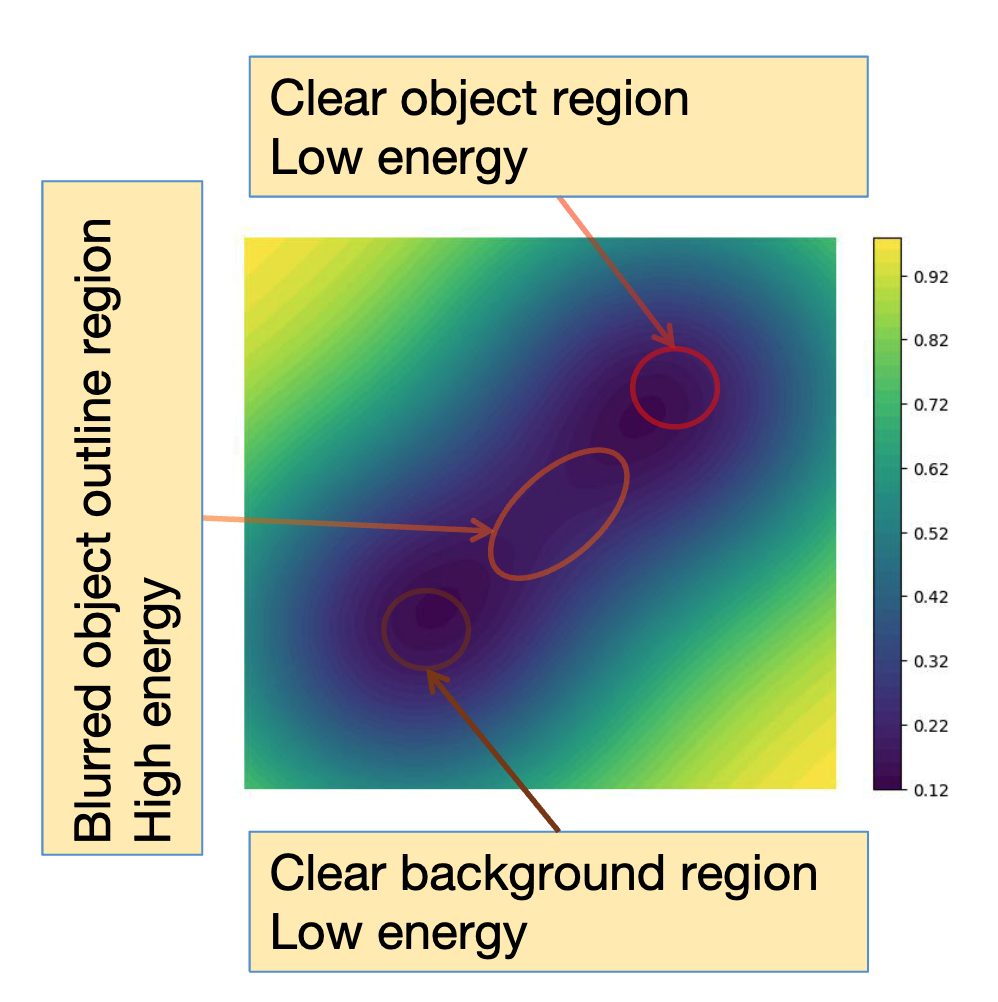 Clear object region
Low energy
Blurred object outline region
High energy
0.92
0.82
0.72
0.62
0.52
0.42
0.32
0.22
0.12
Clear background region
Low energy